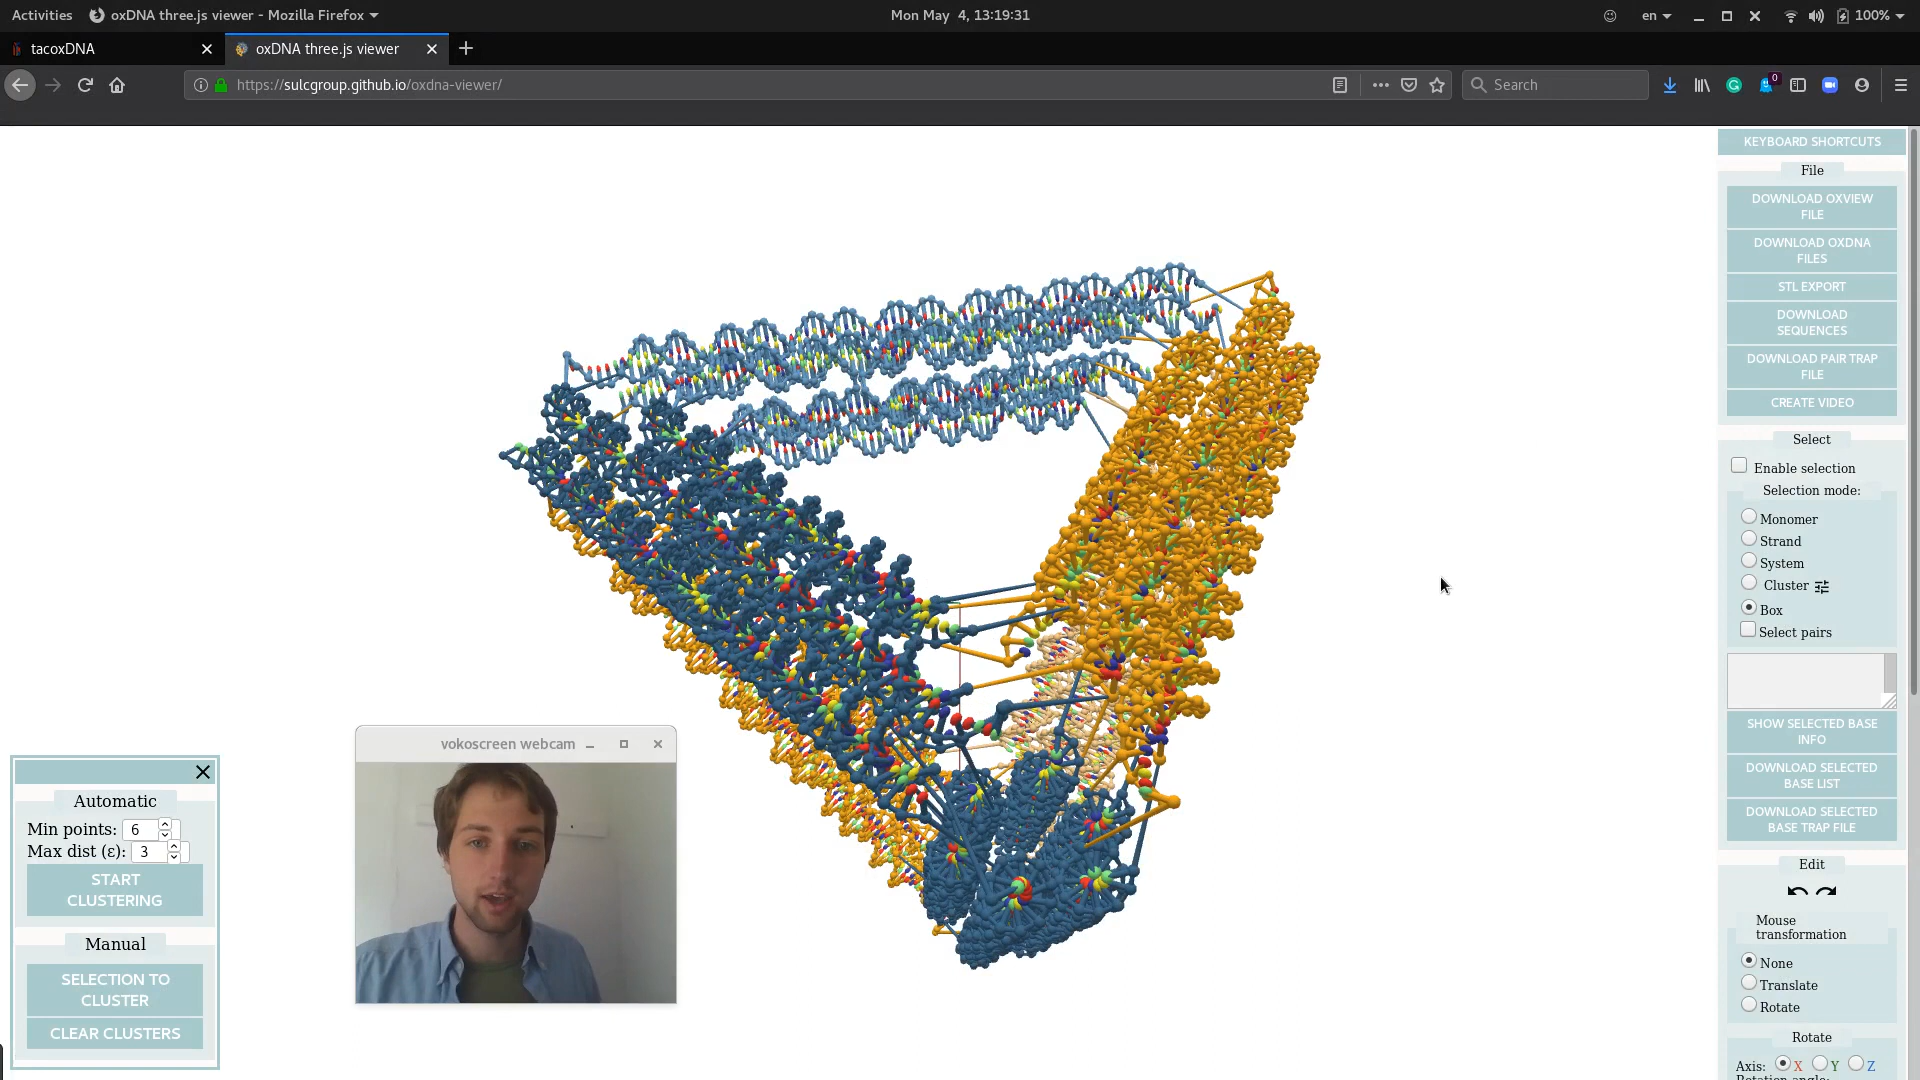 Activities
oxDNA three.js viewer - Mozilla Firefox
Mon May 4, 13:19:31
en
100%
tacoxDNA
oxDNA three.js viewer
https://sulcgroup.github.io/oxdna-viewer/
Search
0
KEYBOARD SHORTCUTS
File
DOWNLOAD OXVIEW
FILE
DOWNLOAD OXDNA
FILES
STL EXPORT
DOWNLOAD
SEQUENCES
DOWNLOAD PAIR TRAP
FILE
CREATE VIDEO
Select
Enable selection
Selection mode:
Monomer
Strand
System
Cluster
Box
Select pairs
SHOW SELECTED BASE
INFO
DOWNLOAD SELECTED
BASE LIST
DOWNLOAD SELECTED
BASE TRAP FILE
Edit
Mouse
transformation
None
Translate
Rotate
Rotate
Axis: X Y Z
Rotation angle:
vokoscreen webcam
Automatic
Min points: 6
Max dist (ε): 3
START
CLUSTERING
Manual
SELECTION TO
CLUSTER
CLEAR CLUSTERS